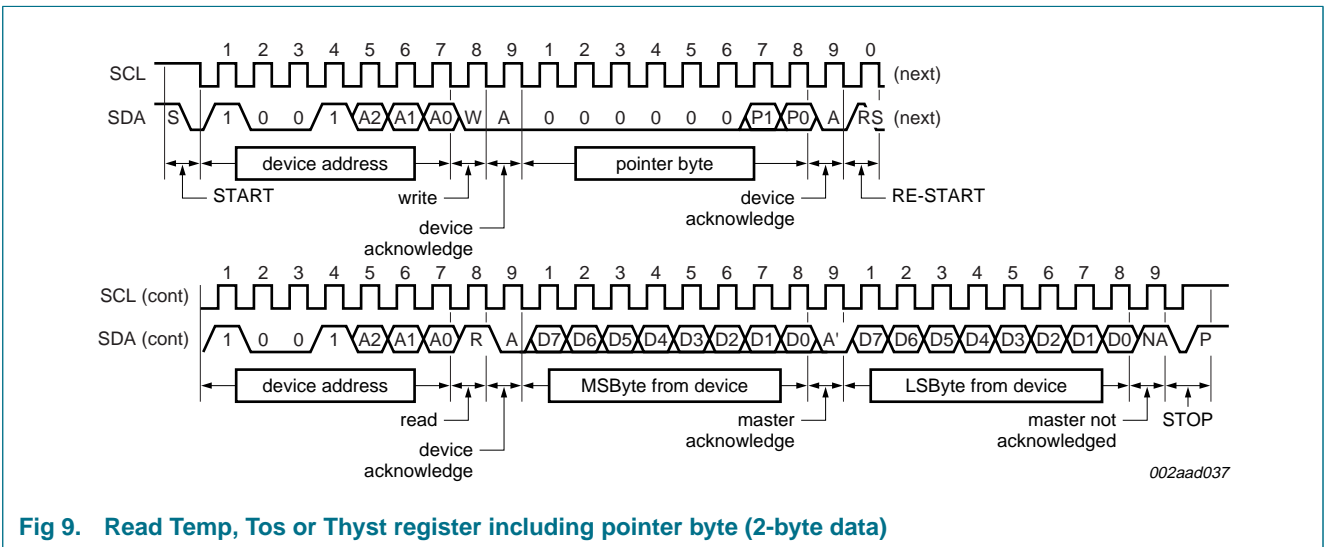 1 2 3 4 5 6 7 8 9 1 2 3 4 5 6 7 8 9 0
SCL (next)
SDA S 1 0 0 1 A2 A1 A0 W A 0 0 0 0 0 0 P1 P0 A RS (next)
device address pointer byte
START write device RE-START
device acknowledge
acknowledge
1 2 3 4 5 6 7 8 9 1 2 3 4 5 6 7 8 9 1 2 3 4 5 6 7 8 9
SCL (cont)
SDA (cont) 1 0 0 1 A2 A1 A0 R A D7 D6 D5 D4 D3 D2 D1 D0 A' D7 D6 D5 D4 D3 D2 D1 D0 NA P
device address MSByte from device LSByte from device
read master master not STOP
device acknowledge acknowledged
acknowledge
002aad037
Fig 9. Read Temp, Tos or Thyst register including pointer byte (2-byte data)